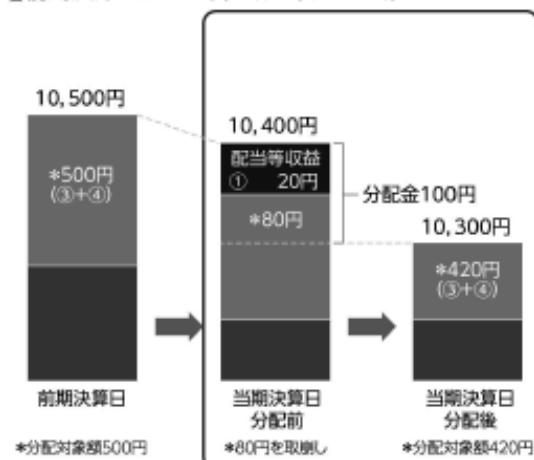 10,500円
*500円
(③+④)
10,400円
配当等収益
① 20円
*80円
分配金100円
10,300円
*420円
(③+④)
前期決算日
当期決算日
分配前
当期決算日
分配後
*分配対象額500円
*80円を取崩し
*分配対象額420円